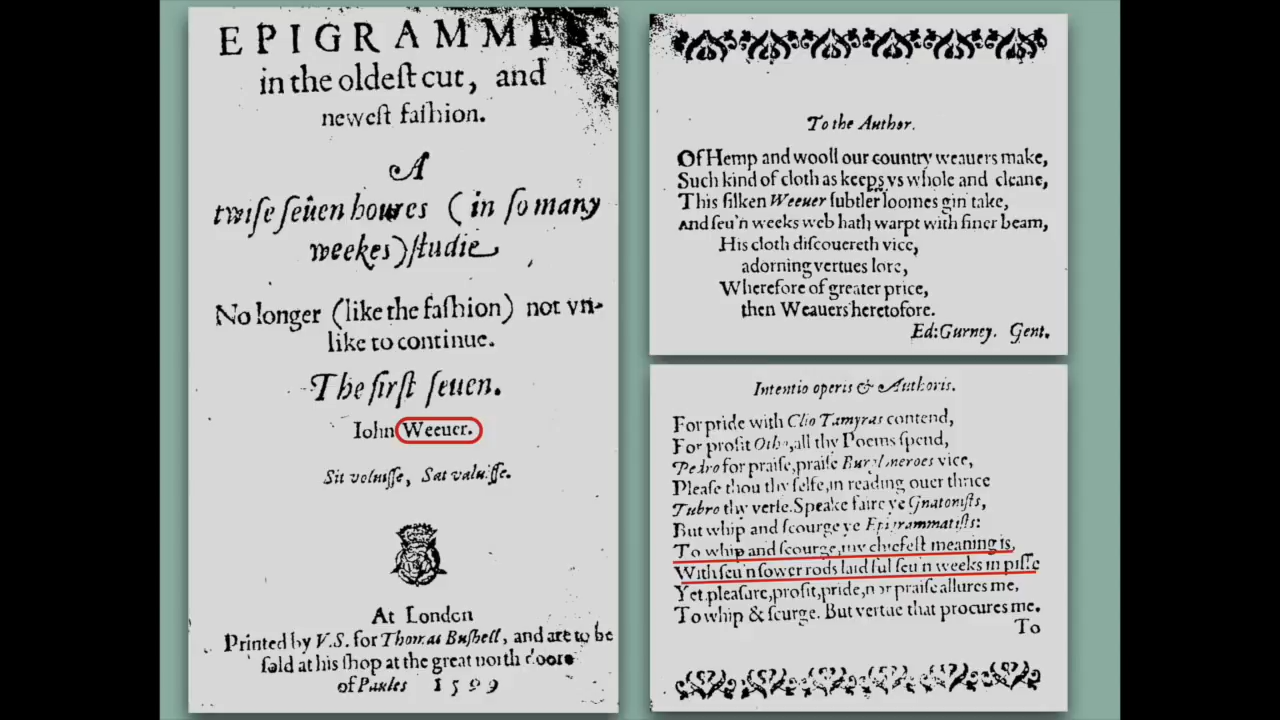 EPIGRAMME
in the oldeſt cut, and
neweſt faſhion.
A
twiſe ſeüen houres (in ſo many
weekes) ſtudie
No longer (like the faſhion) not vn-
like to continue.
The firſt ſeuen.
Iohn Weeuer.
Sit voluiſſe, Sat valuiſſe.
At London
Printed by V.S. for Thomas Buſhell, and are to be
ſold at his ſhop at the great north doore
of Paules 1599
To the Author.
Of Hemp and wooll our country weauers make,
Such kind of cloth as keeps vs whole and cleane,
This ſilken Weeuer ſubtler loomes gin' take,
And ſeu'n weeks web hath warpt with finer beam,
His cloth diſcouereth vice,
adorning vertues lore,
Wherefore of greater price,
then Weauers heretofore.
Ed: Gurney. Gent.
Intentio operis & Authoris.
For pride with Clio Tamyras contend,
For profit Otho, all thy Poems ſpend,
Pedro for praiſe, praiſe vice,
Pleaſe thou thy ſelfe, in reading ouer thrice
Tubro thy verſe. Speake faire ye Gnatoniſts,
But whip and ſcourge ye Epigrammatiſts:
To whip and ſcourge, my chiefeſt meaning is,
With ſeu'n ſower rods laid ful ſeu'n weeks in piſſe
Yet pleaſure, profit, pride, nor praiſe allures me,
To whip & ſcurge. But vertue that procures me.
To